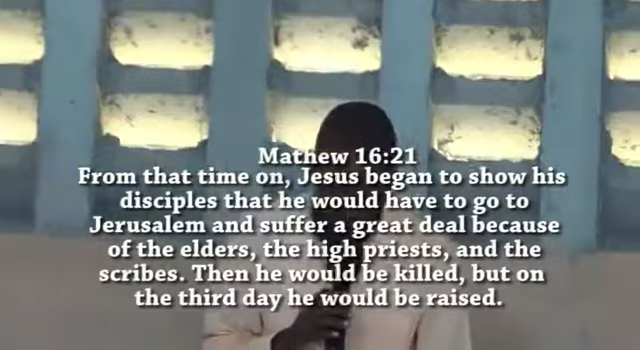 Mathew 16:21
From that time on, Jesus began to show his
disciples that he would have to go to
Jerusalem and suffer a great deal because
of the elders, the high priests, and the
scribes. Then he would be killed, but on
the third day he would be raised.